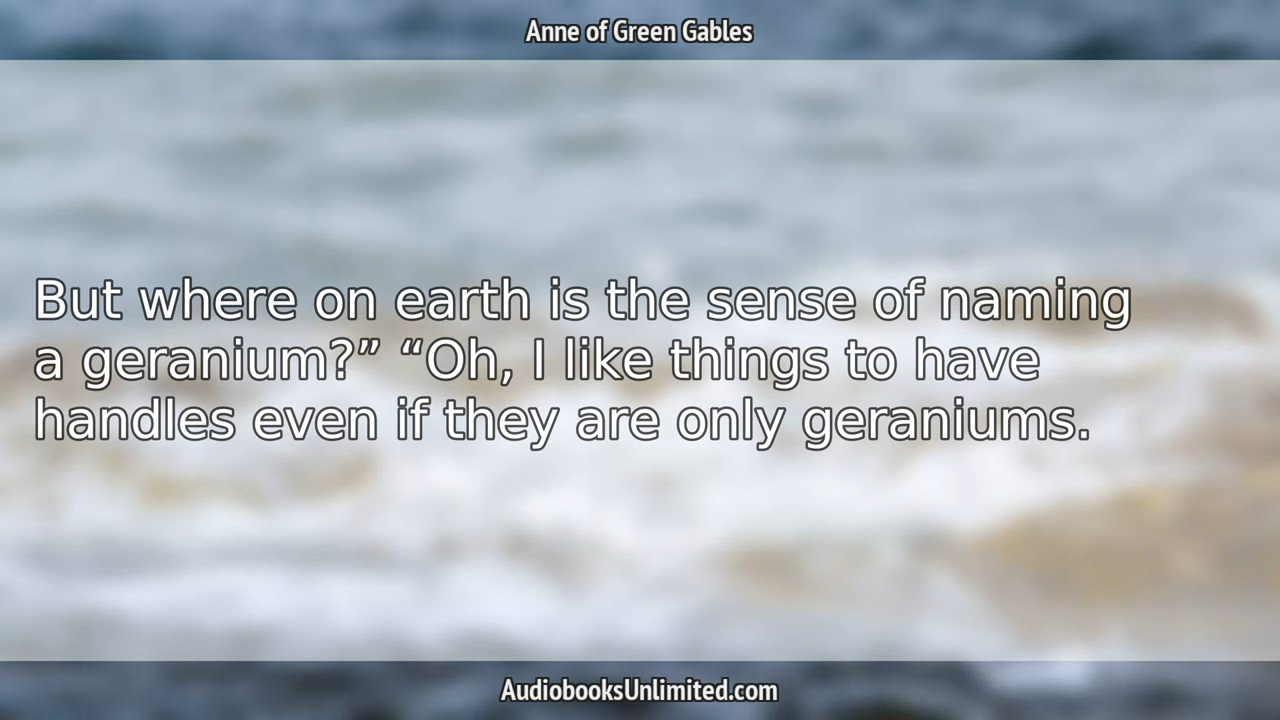 Anne of Green Gables
But where on earth is the sense of naming
a geranium?” “Oh, I like things to have
handles even if they are only geraniums.
AudiobooksUnlimited.com